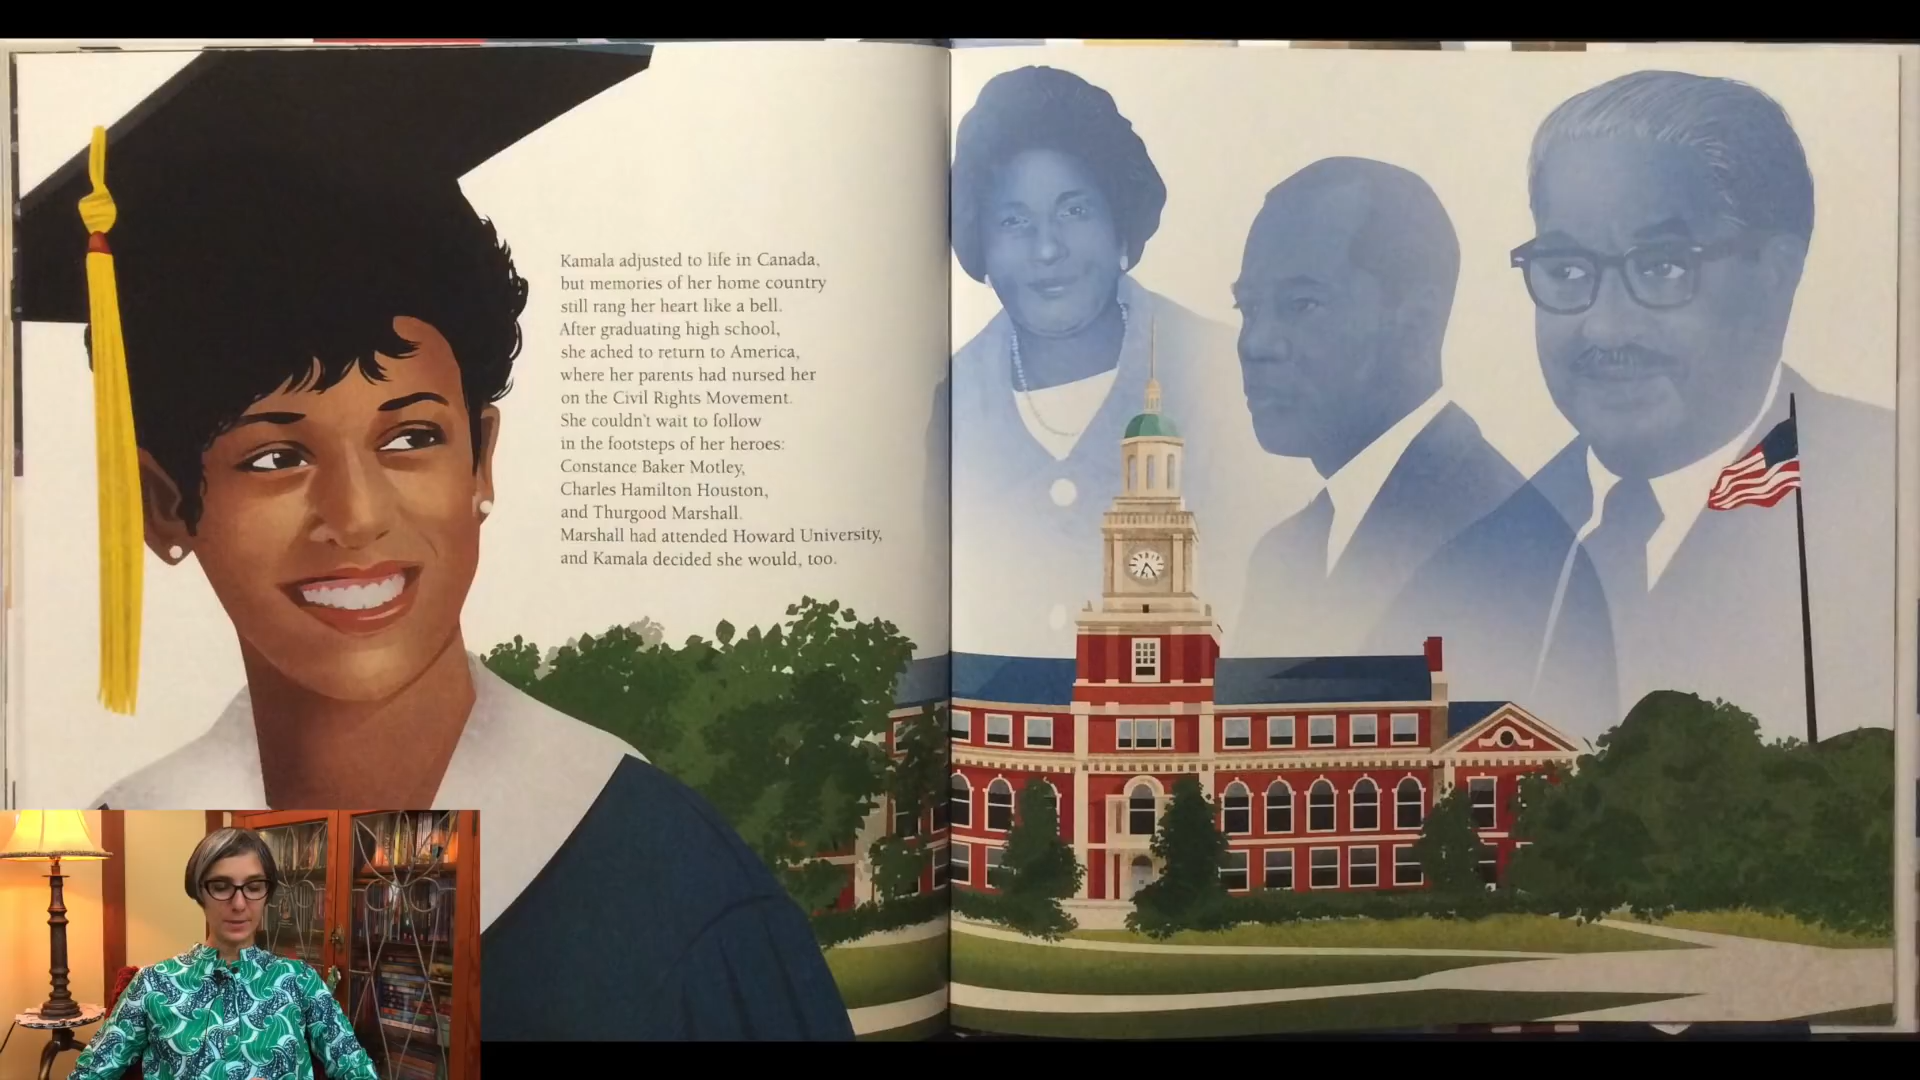 Kamala adjusted to life in Canada,
but memories of her home country
still rang her heart like a bell.
After graduating high school,
she ached to return to America,
where her parents had nursed her
on the Civil Rights Movement.
She couldn't wait to follow
in the footsteps of her heroes:
Constance Baker Motley,
Charles Hamilton Houston,
and Thurgood Marshall.
Marshall had attended Howard University,
and Kamala decided she would, too.